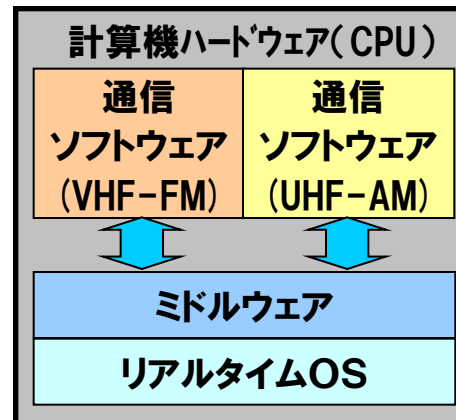 計算機ハードウェア(CPU)
通信
ソフトウェア
(VHF-FM)
通信
ソフトウェア
(UHF-AM)
ミドルウェア
リアルタイムOS